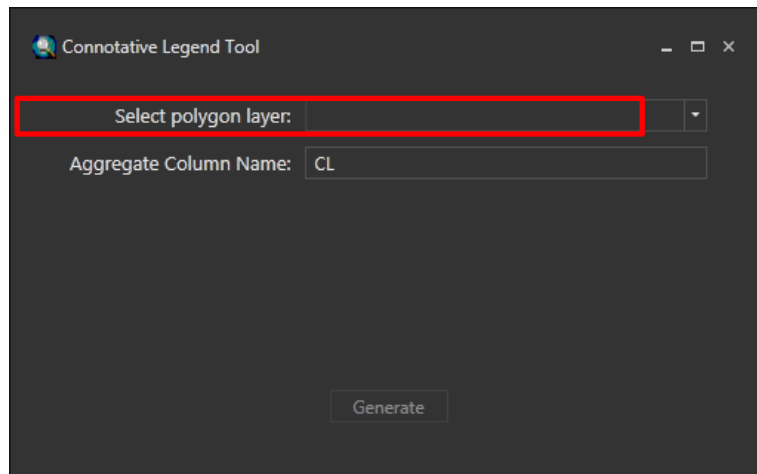 Connotative Legend Tool
Select polygon layer:
Aggregate Column Name: CL
Generate